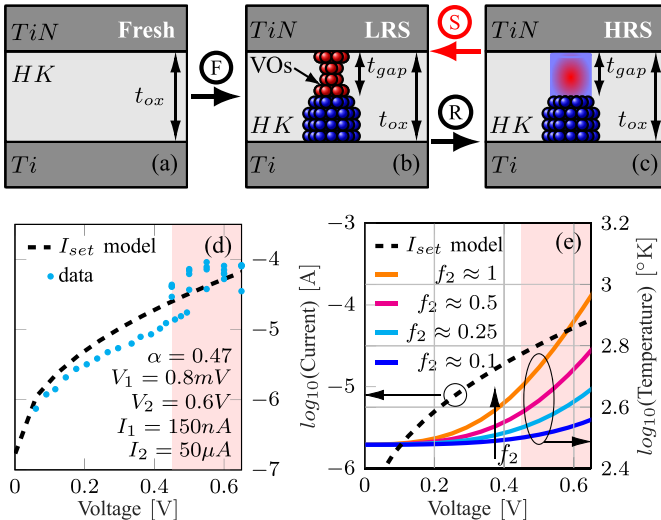 TiN Fresh
HK
t_ox
Ti (a)
F
TiN LRS
VOs
t_gap
t_ox
HK
Ti (b)
S
R
TiN HRS
t_gap
HK
t_ox
Ti (c)
(d)
I_set model
data
α = 0.47
V_1 = 0.8mV
V_2 = 0.6V
I_1 = 150nA
I_2 = 50μA
−4
−5
−6
−7
0 0.2 0.4 0.6
Voltage [V]
log_10(Current) [A]
−3
−4
−5
−6
(e)
I_set model
f_2 ≈ 1
f_2 ≈ 0.5
f_2 ≈ 0.25
f_2 ≈ 0.1
f_2
3.2
3
2.8
2.6
2.4
log_10(Temperature) [°K]
0 0.2 0.4 0.6
Voltage [V]